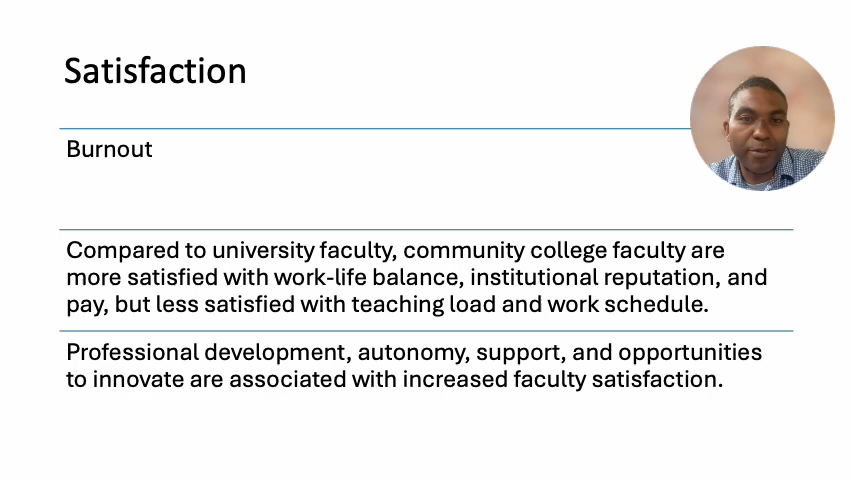 Satisfaction
Burnout
Compared to university faculty, community college faculty are
more satisfied with work-life balance, institutional reputation, and
pay, but less satisfied with teaching load and work schedule.
Professional development, autonomy, support, and opportunities
to innovate are associated with increased faculty satisfaction.